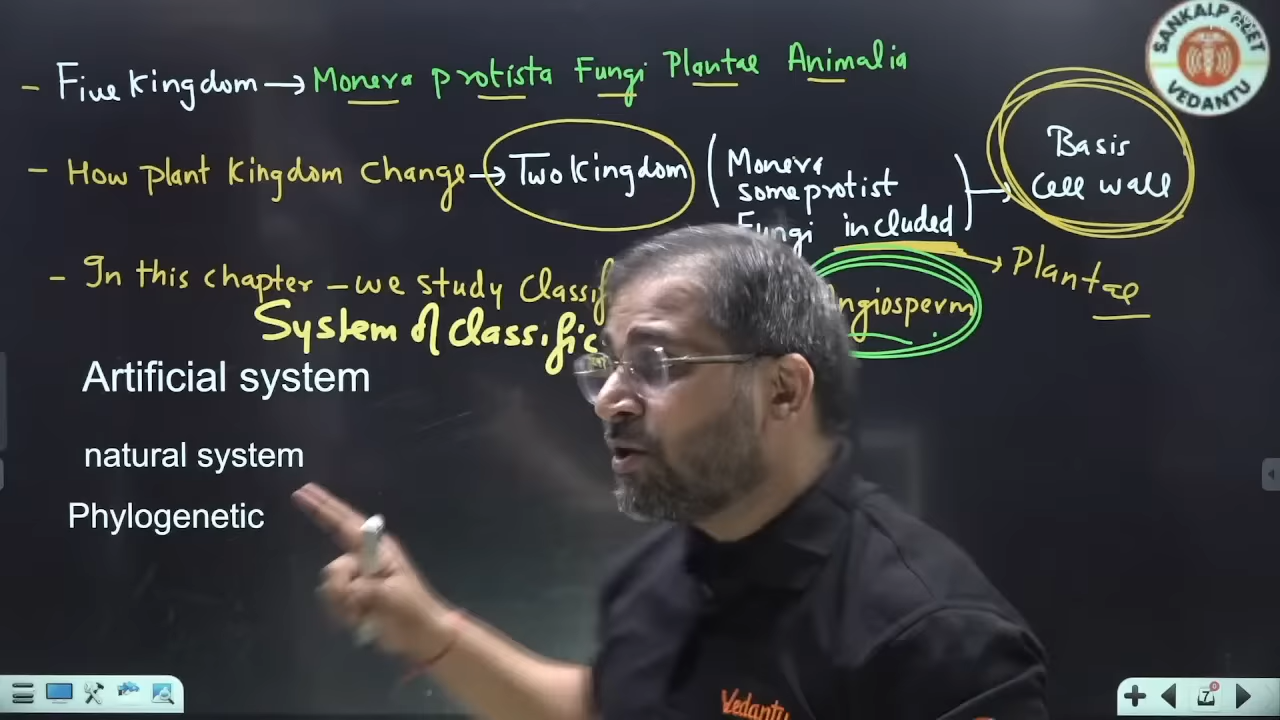 - Five Kingdom → Monera Protista Fungi Plantae Animalia
- How plant Kingdom Change → Two Kingdom
(Monera
some protist
Fungi included)
→ Basis
Cell wall
→ Plantae
- In this chapter - we study Classif
ngiosperm
System of classific
Artificial system
natural system
Phylogenetic
SANKALP
VEDANTU
Vedantu
7